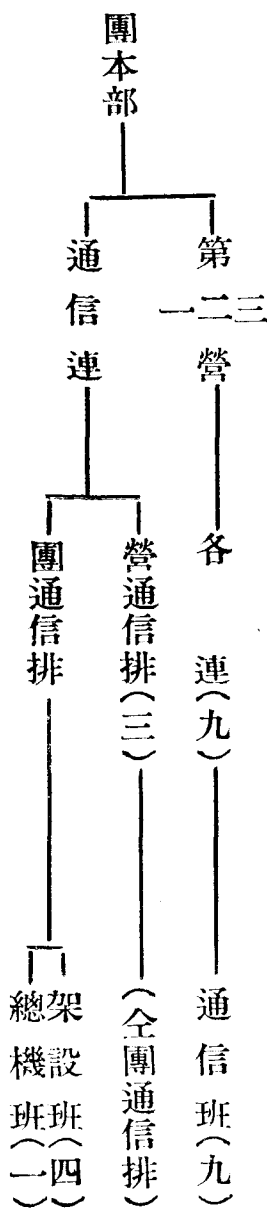 團本部
第一二三營
各連(九)
通信班(九)
通信連
營通信排(三)
(仝團通信排)
團通信排
架設班(四)
總機班(一)